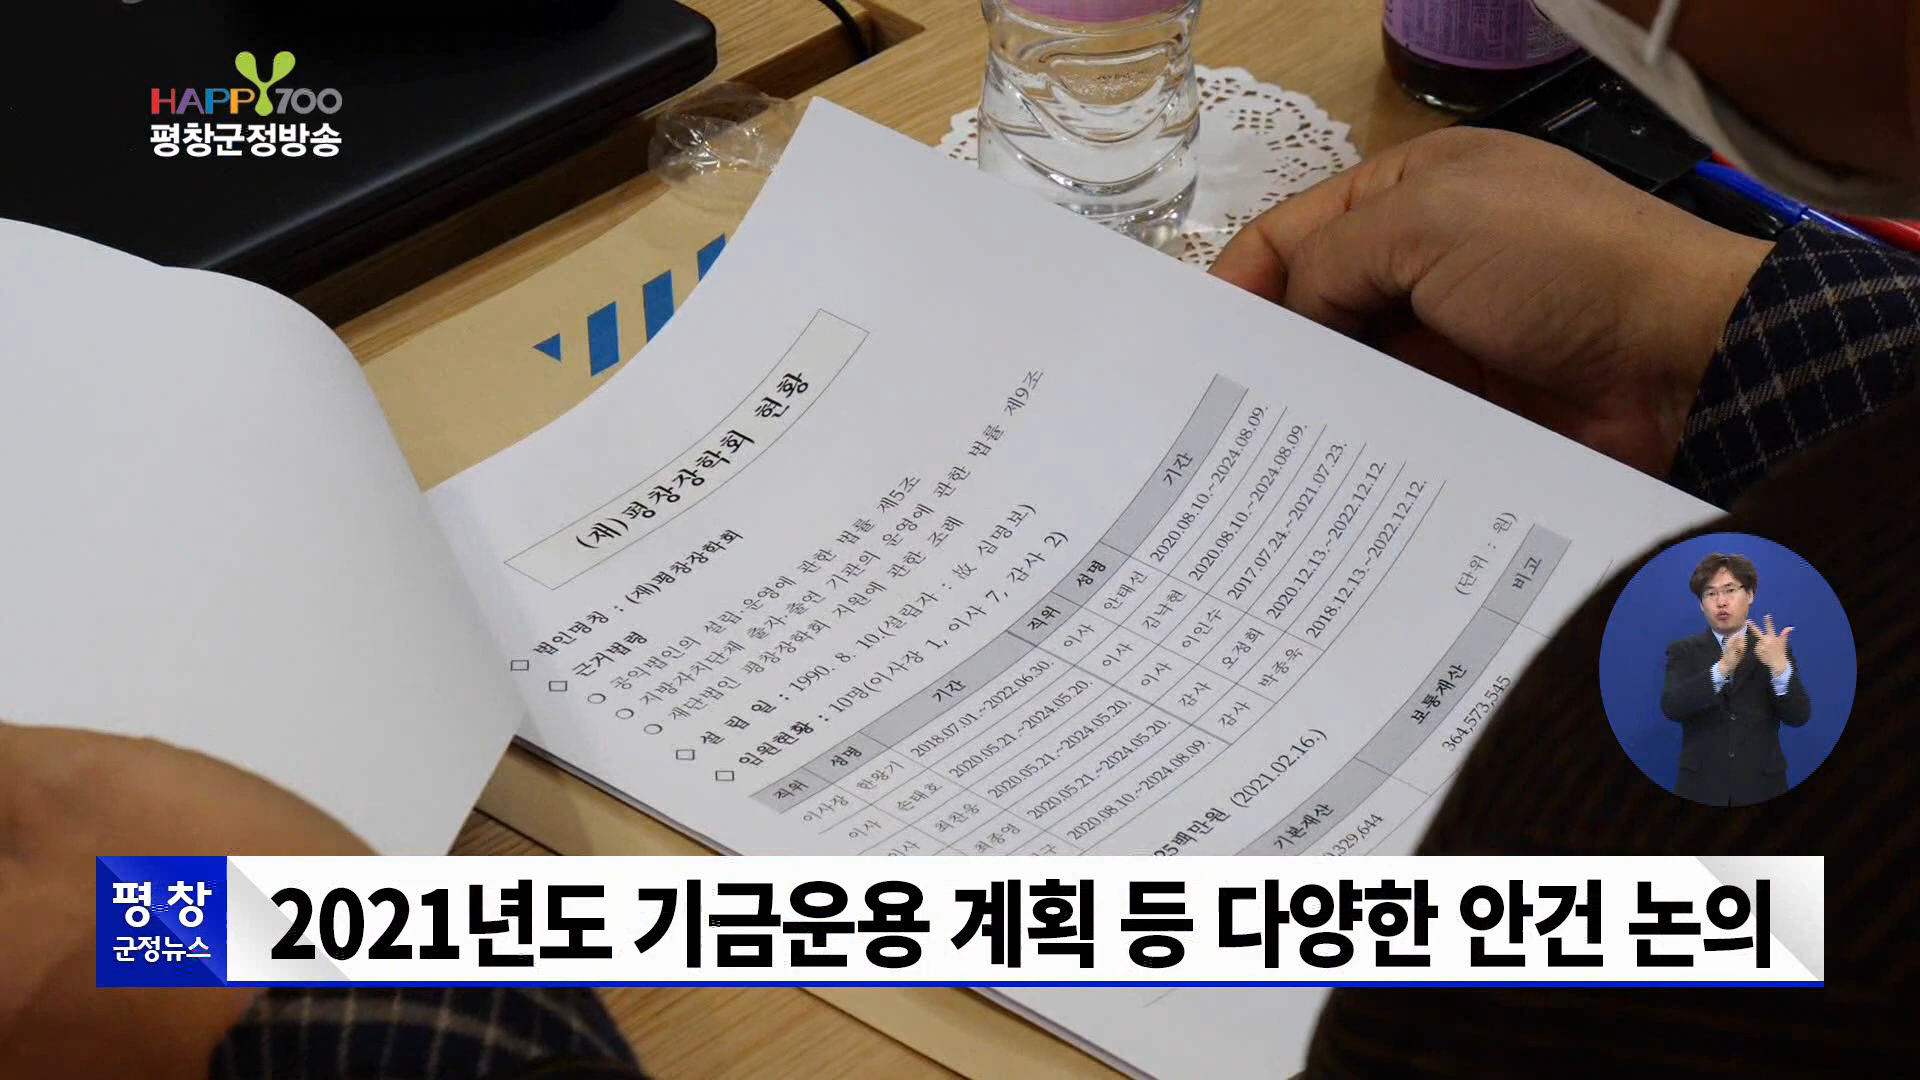 HAPPY700
평창군정방송
(재)평창장학회 현황
□ 법인명칭 : (재)평창장학회
□ 근거법령
○ 공익법인의 설립·운영에 관한 법률 제5조
○ 지방자치단체 출자·출연 기관의 운영에 관한 법률 제9조
○ 재단법인 평창장학회 지원에 관한 조례
□ 설 립 일 : 1990. 8. 10.(설립자 : 故 심명보)
□ 임원현황 : 10명(이사장 1, 이사 7, 감사 2)
직위 성명 기간 직위 성명 기간
이사장 한왕기 2018.07.01.~2022.06.30. 이사 안태선 2020.08.10.~2024.08.09.
이사 손태호 2020.05.21.~2024.05.20. 이사 김낙현 2020.08.10.~2024.08.09.
최찬웅 2020.05.21.~2024.05.20. 이사 이인수 2017.07.24.~2021.07.23.
이사 최종영 2020.05.21.~2024.05.20. 감사 오정희 2020.12.13.~2022.12.12.
2020.08.10.~2024.08.09. 감사 박종욱 2018.12.13.~2022.12.12.
25백만원 (2021.02.16.)
(단위 : 원)
기본재산 보통재산 비고
329,644 364,573,545
평창
군정뉴스
2021년도 기금운용 계획 등 다양한 안건 논의